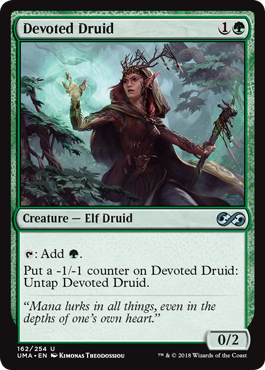 Devoted Druid 1
Creature — Elf Druid
: Add .
Put a -1/-1 counter on Devoted Druid:
Untap Devoted Druid.
“Mana lurks in all things, even in the
depths of one’s own heart.”
0/2
162/254 U
UMA • EN Kimonas Theodossiou
™ & © 2018 Wizards of the Coast